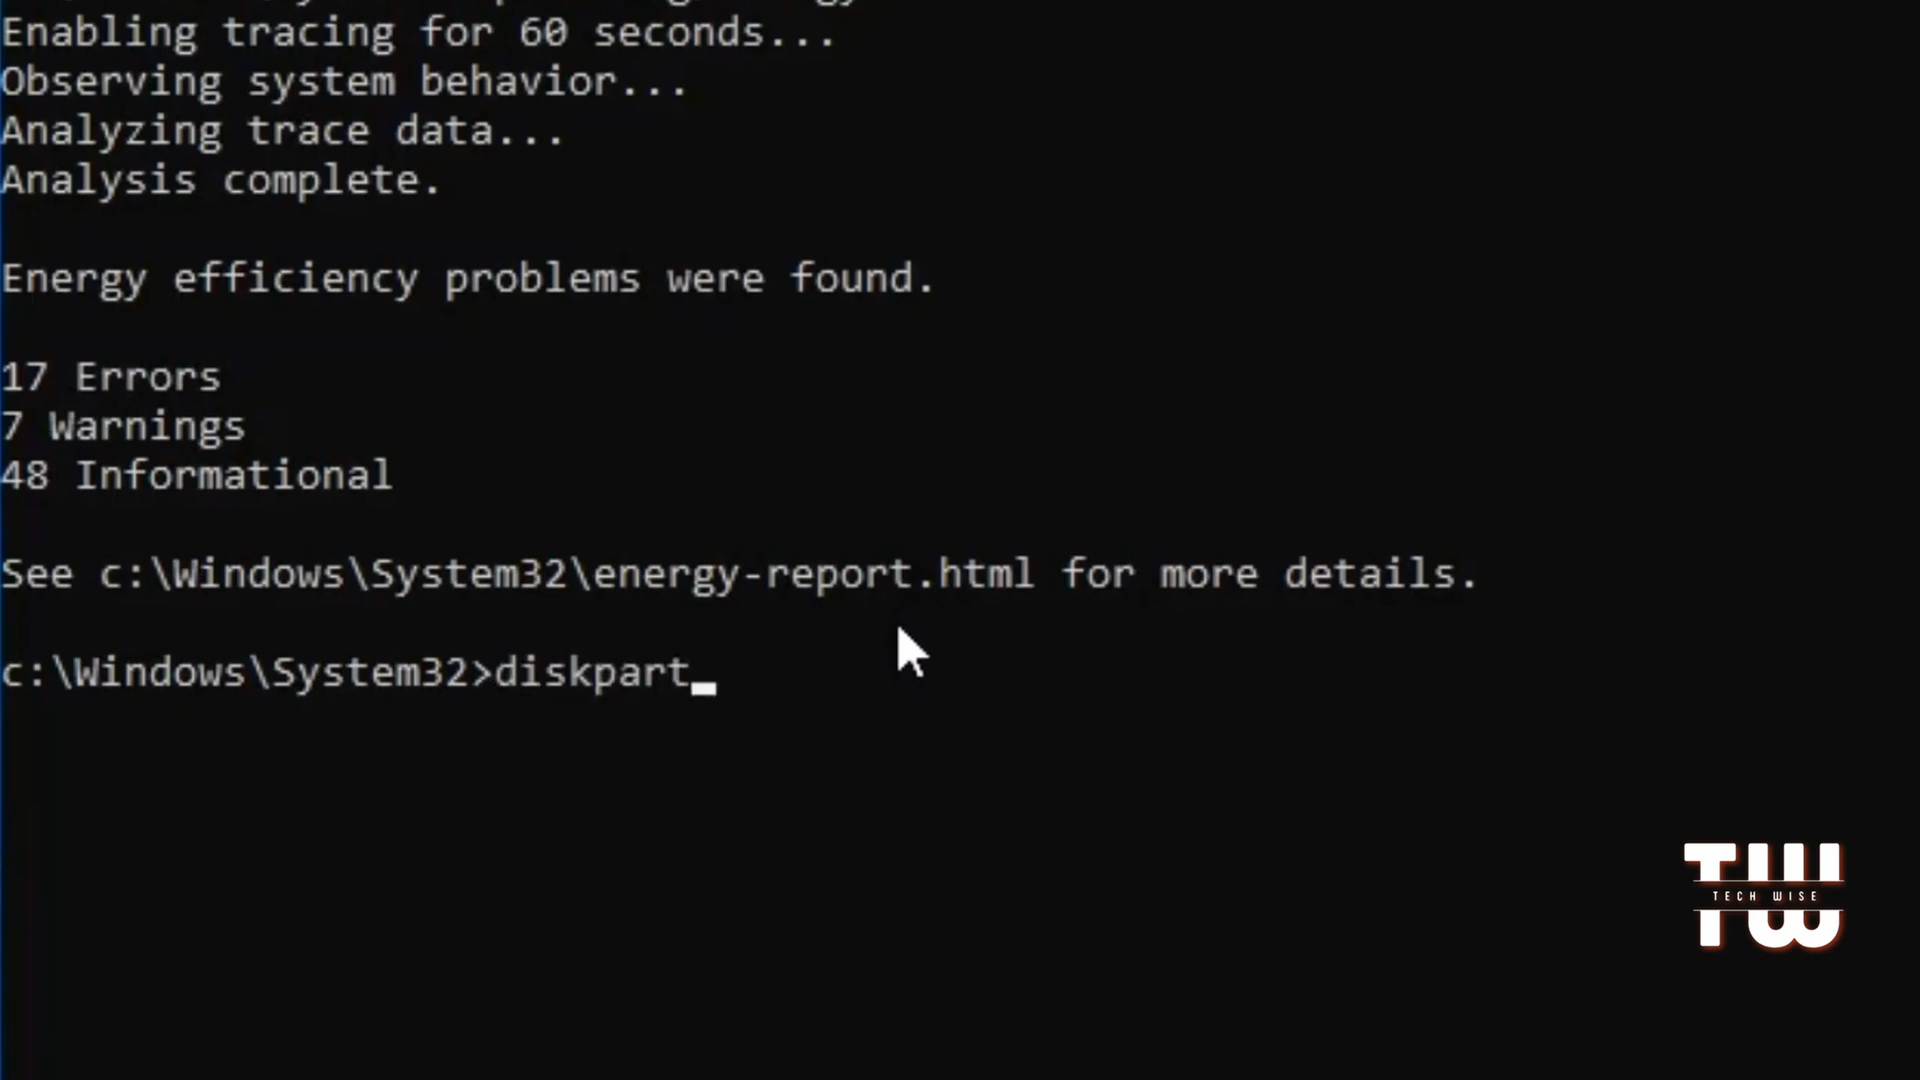 Enabling tracing for 60 seconds...
Observing system behavior...
Analyzing trace data...
Analysis complete.
Energy efficiency problems were found.
17 Errors
7 Warnings
48 Informational
See c:\Windows\System32\energy-report.html for more details.
c:\Windows\System32>diskpart
TW
TECH WISE